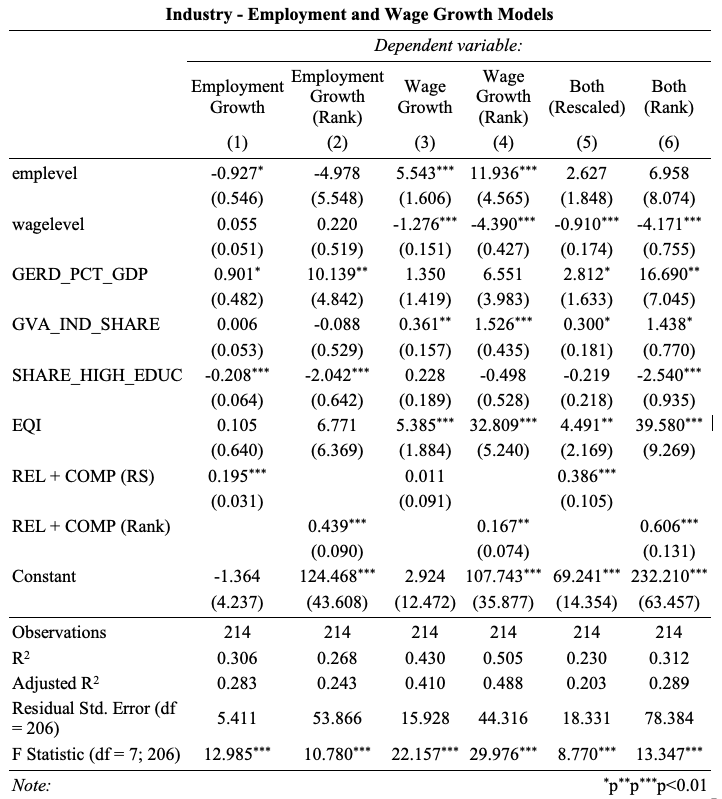 Industry - Employment and Wage Growth Models
Dependent variable:
Employment Growth Employment Growth (Rank) Wage Growth Wage Growth (Rank) Both (Rescaled) Both (Rank)
(1) (2) (3) (4) (5) (6)
emplevel -0.927* -4.978 5.543*** 11.936*** 2.627 6.958
(0.546) (5.548) (1.606) (4.565) (1.848) (8.074)
wagelevel 0.055 0.220 -1.276*** -4.390*** -0.910*** -4.171***
(0.051) (0.519) (0.151) (0.427) (0.174) (0.755)
GERD_PCT_GDP 0.901* 10.139** 1.350 6.551 2.812* 16.690**
(0.482) (4.842) (1.419) (3.983) (1.633) (7.045)
GVA_IND_SHARE 0.006 -0.088 0.361** 1.526*** 0.300* 1.438*
(0.053) (0.529) (0.157) (0.435) (0.181) (0.770)
SHARE_HIGH_EDUC -0.208*** -2.042*** 0.228 -0.498 -0.219 -2.540***
(0.064) (0.642) (0.189) (0.528) (0.218) (0.935)
EQI 0.105 6.771 5.385*** 32.809*** 4.491** 39.580***
(0.640) (6.369) (1.884) (5.240) (2.169) (9.269)
REL + COMP (RS) 0.195*** 0.011 0.386***
(0.031) (0.091) (0.105)
REL + COMP (Rank) 0.439*** 0.167** 0.606***
(0.090) (0.074) (0.131)
Constant -1.364 124.468*** 2.924 107.743*** 69.241*** 232.210***
(4.237) (43.608) (12.472) (35.877) (14.354) (63.457)
Observations 214 214 214 214 214 214
R2 0.306 0.268 0.430 0.505 0.230 0.312
Adjusted R2 0.283 0.243 0.410 0.488 0.203 0.289
Residual Std. Error (df = 206) 5.411 53.866 15.928 44.316 18.331 78.384
F Statistic (df = 7; 206) 12.985*** 10.780*** 22.157*** 29.976*** 8.770*** 13.347***
Note: *p**p***p<0.01